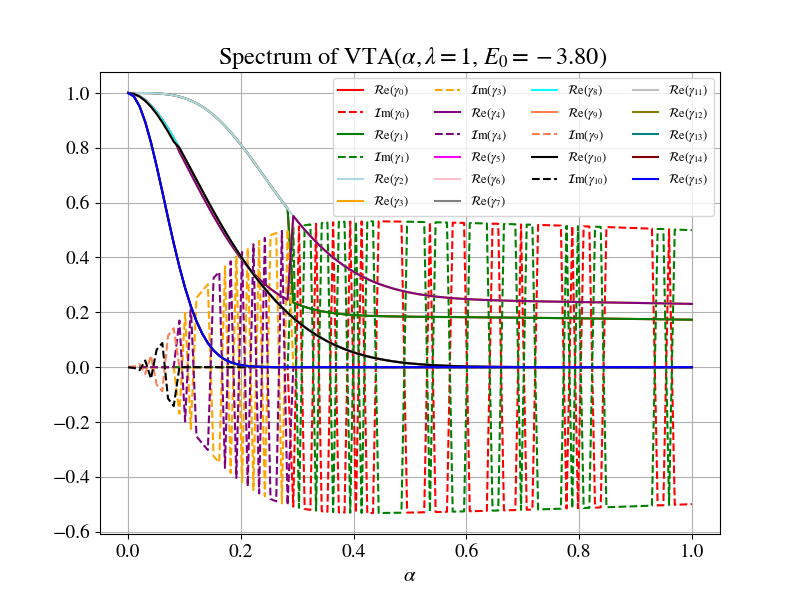 Spectrum of VTA(α, λ = 1, E₀ = −3.80)
ℛe(γ₀) ℐm(γ₃) ℛe(γ₈) ℛe(γ₁₁)
ℐm(γ₀) ℛe(γ₄) ℛe(γ₉) ℛe(γ₁₂)
ℛe(γ₁) ℐm(γ₄) ℐm(γ₉) ℛe(γ₁₃)
ℐm(γ₁) ℛe(γ₅) ℛe(γ₁₀) ℛe(γ₁₄)
ℛe(γ₂) ℛe(γ₆) ℐm(γ₁₀) ℛe(γ₁₅)
ℛe(γ₃) ℛe(γ₇)
1.0
0.8
0.6
0.4
0.2
0.0
−0.2
−0.4
−0.6
0.0 0.2 0.4 0.6 0.8 1.0
α